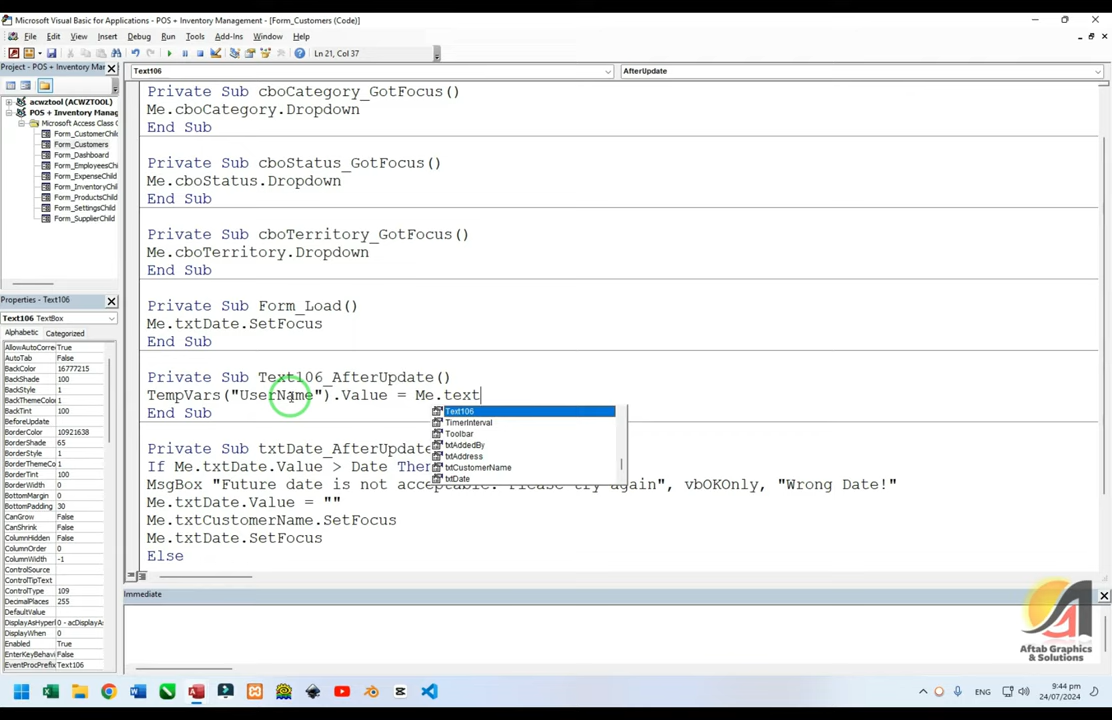 Microsoft Visual Basic for Applications - POS + Inventory Management - [Form_Customers (Code)]
File Edit View Insert Debug Run Tools Add-Ins Window Help
Ln 21, Col 37
Project - POS + Inventory Mana
Text106
AfterUpdate
acwztool (ACWZTOOL)
POS + Inventory Manag
Microsoft Access Class C
Form_CustomerChil
Form_Customers
Form_Dashboard
Form_EmployeesChi
Form_ExpenseChild
Form_InventoryChild
Form_ProductsChild
Form_SettingsChild
Form_SupplierChild
Properties - Text106
Text106 TextBox
Alphabetic Categorized
AllowAutoCorre True
AutoTab False
BackColor 16777215
BackShade 100
BackStyle 1
BackThemeColo 1
BackTint 100
BeforeUpdate
BorderColor 10921638
BorderShade 65
BorderStyle 1
BorderThemeCo 1
BorderTint 100
BorderWidth 0
BottomMargin 0
BottomPadding 30
CanGrow False
CanShrink False
ColumnHidden False
ColumnOrder 0
ColumnWidth -1
ControlSource
ControlTipText
ControlType 109
DecimalPlaces 255
DefaultValue
DisplayAsHyperl 0 - acDisplayAs
DisplayWhen 0
Enabled True
EnterKeyBehavi False
EventProcPrefix Text106
Private Sub cboCategory_GotFocus()
Me.cboCategory.Dropdown
End Sub
Private Sub cboStatus_GotFocus()
Me.cboStatus.Dropdown
End Sub
Private Sub cboTerritory_GotFocus()
Me.cboTerritory.Dropdown
End Sub
Private Sub Form_Load()
Me.txtDate.SetFocus
End Sub
Private Sub Text106_AfterUpdate()
TempVars("UserName").Value = Me.text
End Sub
Text106
TimerInterval
Toolbar
txtAddedBy
txtAddress
txtCustomerName
txtDate
Private Sub txtDate_AfterUpdate
If Me.txtDate.Value > Date Then
MsgBox "Future date is not acceptable. Please try again", vbOKOnly, "Wrong Date!"
Me.txtDate.Value = ""
Me.txtCustomerName.SetFocus
Me.txtDate.SetFocus
Else
Immediate
Aftab Graphics
& Solutions
ENG
9:44 pm
24/07/2024